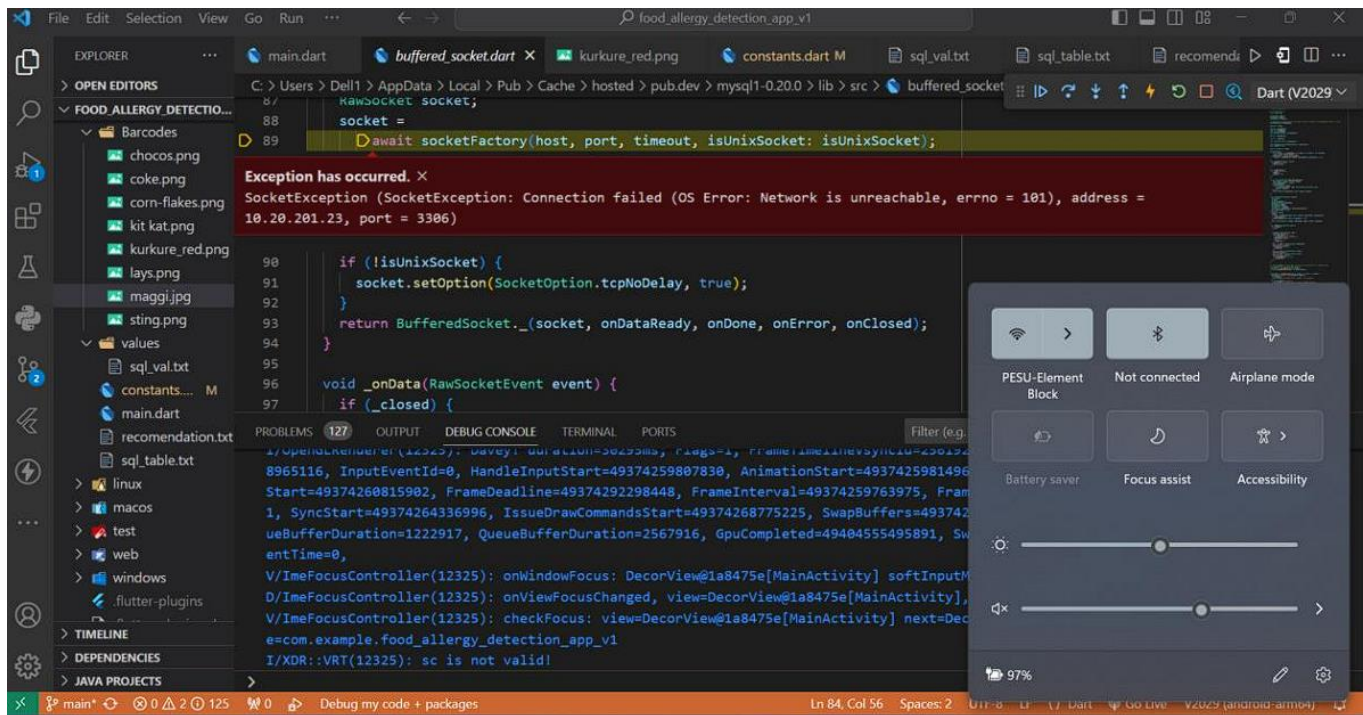 File Edit Selection View Go Run ··· food_allergy_detection_app_v1
EXPLORER ···
main.dart buffered_socket.dart kurkure_red.png constants.dart M sql_val.txt sql_table.txt recomenda
OPEN EDITORS
C: > Users > Dell1 > AppData > Local > Pub > Cache > hosted > pub.dev > mysql1-0.20.0 > lib > src > buffered_socket
Dart (V2029
FOOD_ALLERGY_DETECTIO...
Barcodes
chocos.png
coke.png
corn-flakes.png
kit kat.png
kurkure_red.png
lays.png
maggi.jpg
sting.png
values
sql_val.txt
constants.... M
main.dart
recomendation.txt
sql_table.txt
linux
macos
test
web
windows
.flutter-plugins
TIMELINE
DEPENDENCIES
JAVA PROJECTS
1
2
87 RawSocket socket;
88 socket =
89 await socketFactory(host, port, timeout, isUnixSocket: isUnixSocket);
Exception has occurred. ×
SocketException (SocketException: Connection failed (OS Error: Network is unreachable, errno = 101), address =
10.20.201.23, port = 3306)
90 if (!isUnixSocket) {
91 socket.setOption(SocketOption.tcpNoDelay, true);
92 }
93 return BufferedSocket._(socket, onDataReady, onDone, onError, onClosed);
94 }
95
96 void _onData(RawSocketEvent event) {
97 if (_closed) {
PROBLEMS 127 OUTPUT DEBUG CONSOLE TERMINAL PORTS Filter (e.g.
8965116, InputEventId=0, HandleInputStart=49374259807830, AnimationStart=4937425981496
Start=49374260815902, FrameDeadline=49374292298448, FrameInterval=49374259763975, Fram
1, SyncStart=49374264336996, IssueDrawCommandsStart=49374268775225, SwapBuffers=493742
ueBufferDuration=1222917, QueueBufferDuration=2567916, GpuCompleted=49404555495891, Sw
entTime=0,
V/ImeFocusController(12325): onWindowFocus: DecorView@1a8475e[MainActivity] softInputM
D/ImeFocusController(12325): onViewFocusChanged, view=DecorView@1a8475e[MainActivity],
V/ImeFocusController(12325): checkFocus: view=DecorView@1a8475e[MainActivity] next=Dec
e=com.example.food_allergy_detection_app_v1
I/XDR::VRT(12325): sc is not valid!
>
PESU-Element
Block
Not connected
Airplane mode
Battery saver
Focus assist
Accessibility
97%
main* 0 2 125 0 Debug my code + packages Ln 84, Col 56 Spaces: 2 UTF-8 LF {} Dart Go Live V2029 (android-arm64)